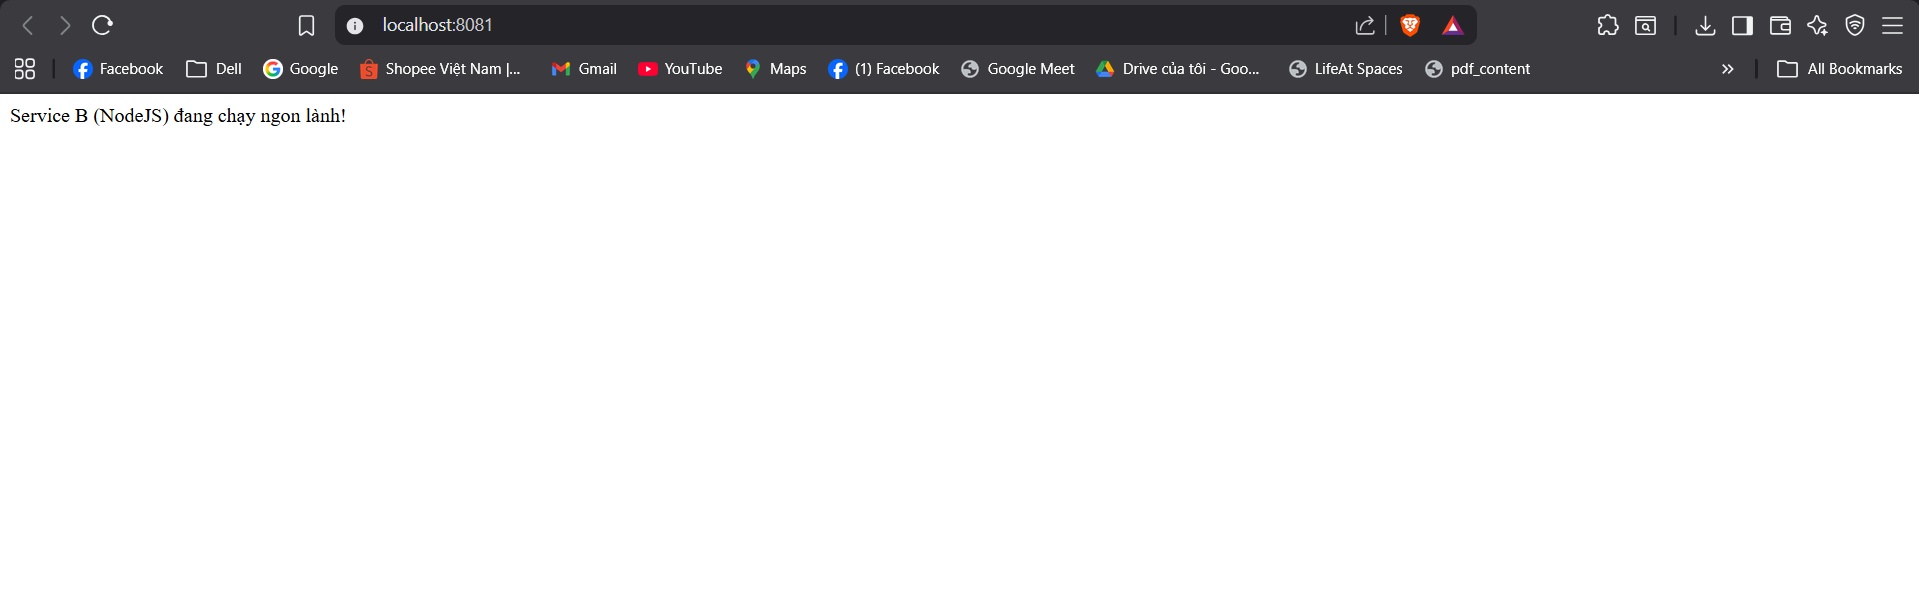 localhost:8081
Facebook Dell Google Shopee Việt Nam |... Gmail YouTube Maps (1) Facebook Google Meet Drive của tôi - Goo... LifeAt Spaces pdf_content » All Bookmarks
Service B (NodeJS) đang chạy ngon lành!